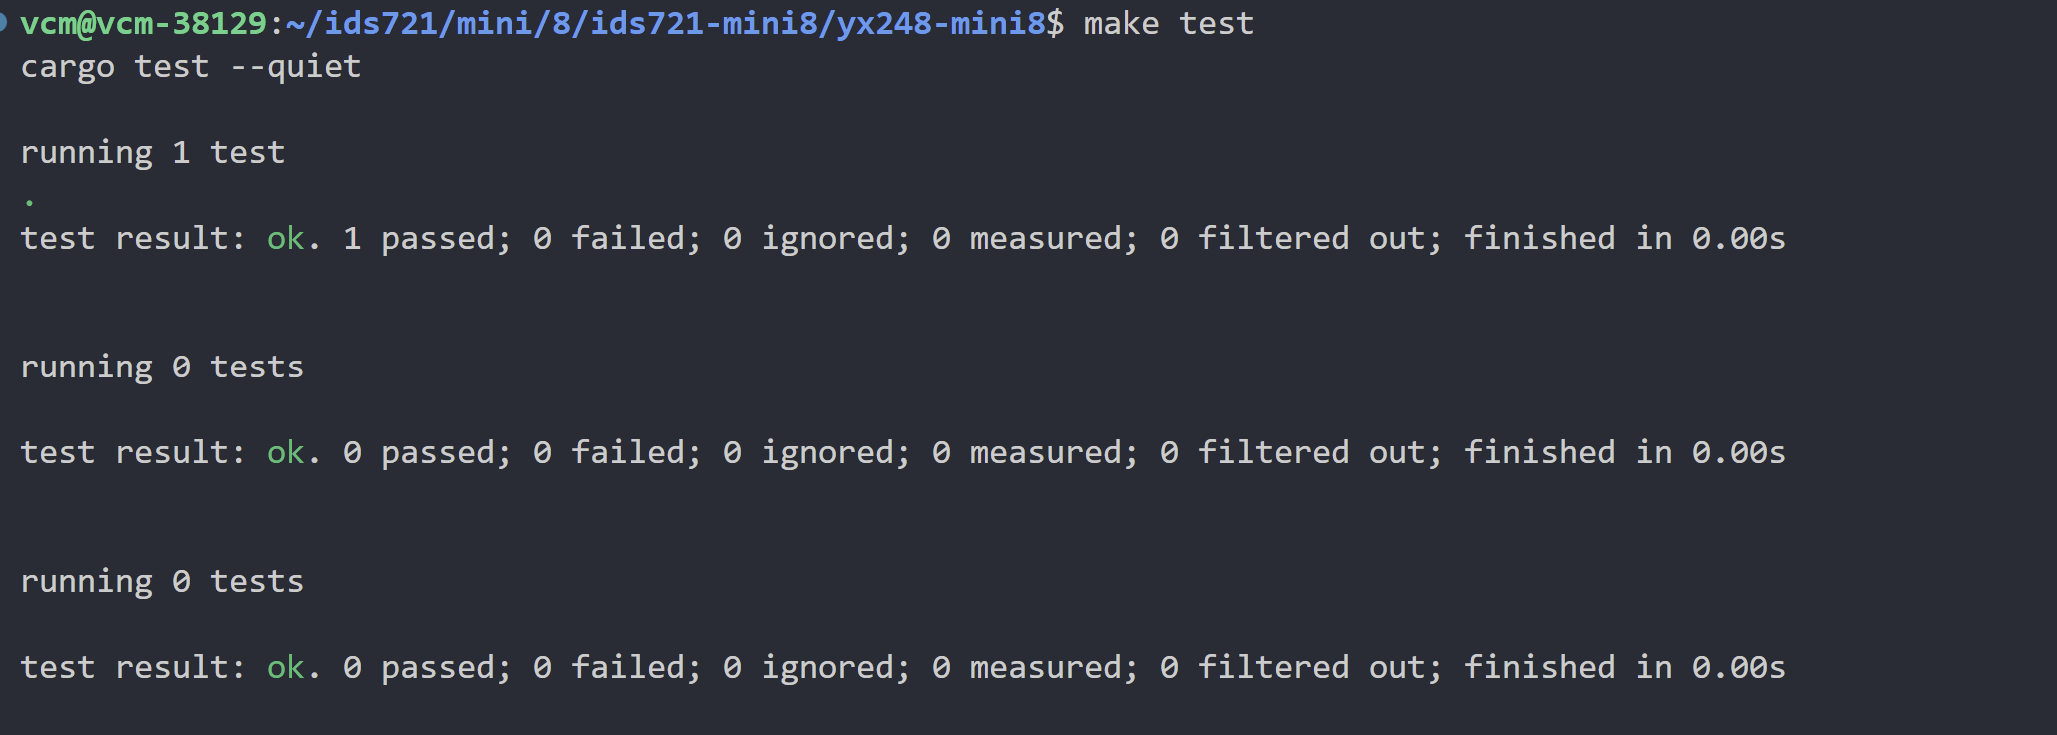 vcm@vcm-38129:~/ids721/mini/8/ids721-mini8/yx248-mini8$ make test
cargo test --quiet
running 1 test
.
test result: ok. 1 passed; 0 failed; 0 ignored; 0 measured; 0 filtered out; finished in 0.00s
running 0 tests
test result: ok. 0 passed; 0 failed; 0 ignored; 0 measured; 0 filtered out; finished in 0.00s
running 0 tests
test result: ok. 0 passed; 0 failed; 0 ignored; 0 measured; 0 filtered out; finished in 0.00s